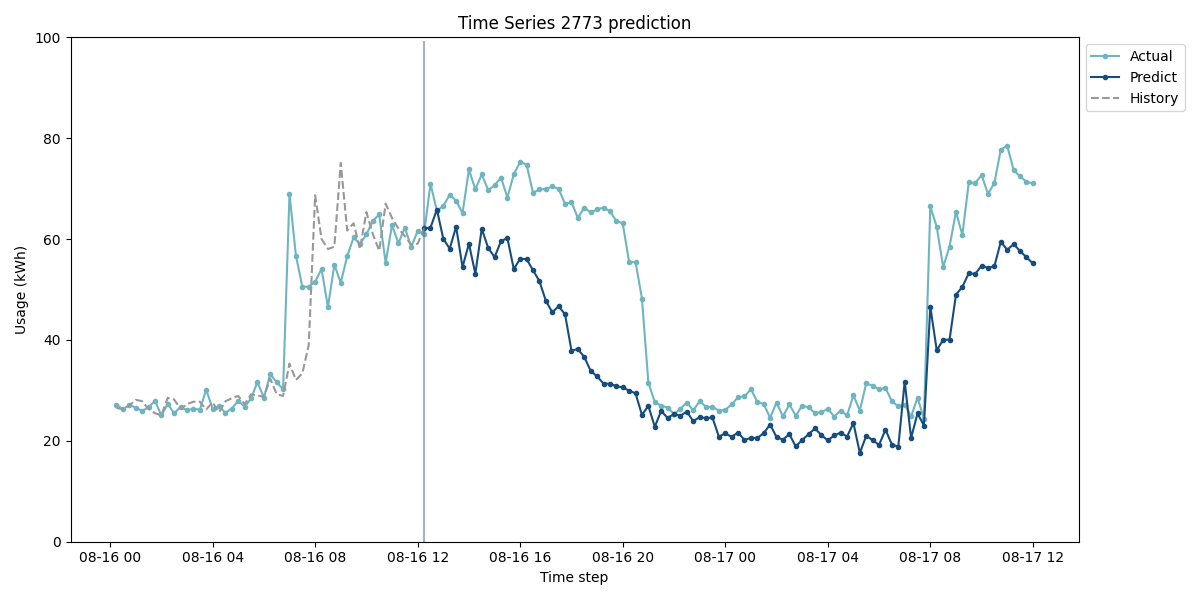 Time Series 2773 prediction
100
80
60
40
20
0
Usage (kWh)
08-16 00
08-16 04
08-16 08
08-16 12
08-16 16
08-16 20
08-17 00
08-17 04
08-17 08
08-17 12
Time step
Actual
Predict
History